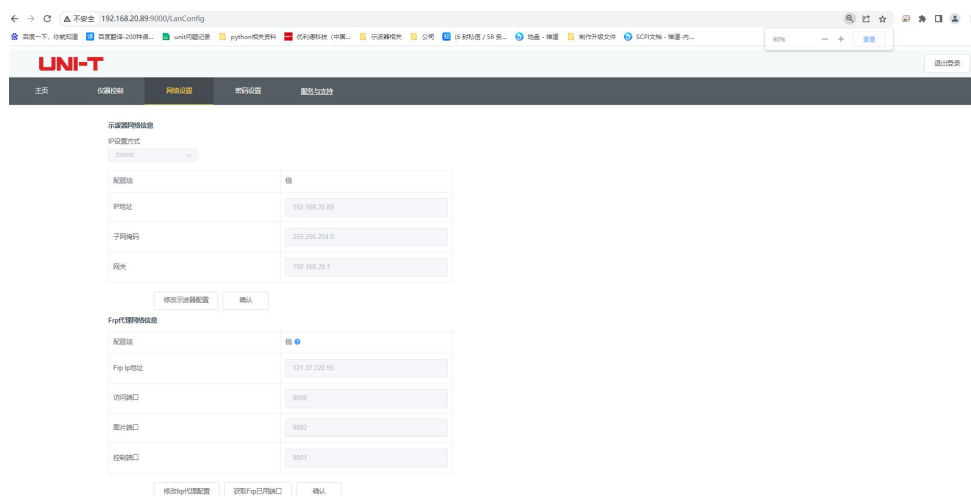 不安全 192.168.20.89:9000/LanConfig
百度一下，你就知道 百度翻译-200种语... unit问题记录 python相关资料 优利德科技（中国... 示波器相关 公司 (6 封私信 / 58 条... 地盘 - 禅道 制作升级文件 SCPI文档 - 禅道-内...
90% - + 重置
UNI-T
退出登录
主页 仪器控制 网络设置 密码设置 服务与支持
示波器网络信息
IP设置方式
STATIC
配置项 值
IP地址 192.168.20.89
子网掩码 255.255.254.0
网关 192.168.20.1
修改示波器配置 确认
Frp代理网络信息
配置项 值
Frp Ip地址 121.37.220.55
访问端口 9000
图片端口 9002
控制端口 9001
修改frp代理配置 获取Frp已用端口 确认